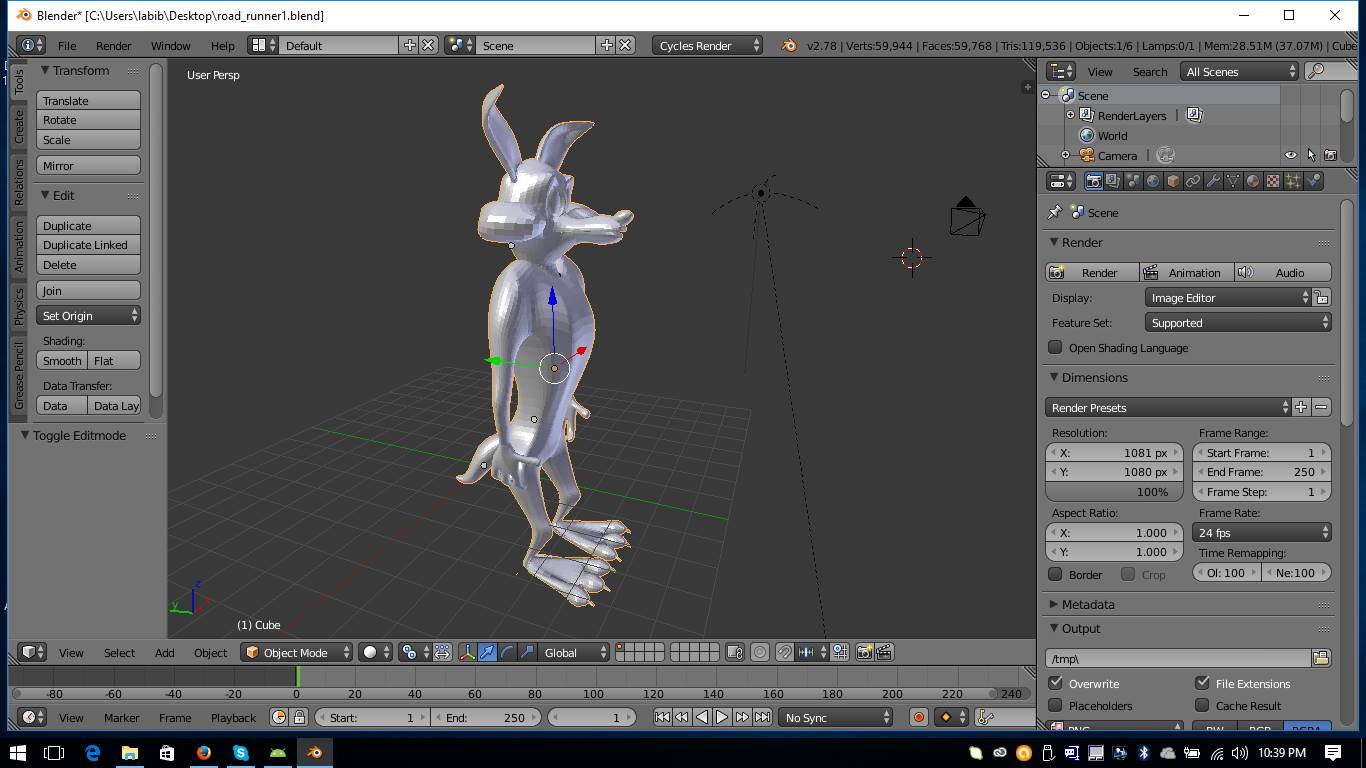 Blender* [C:\Users\labib\Desktop\road_runner1.blend]
File Render Window Help Default Scene Cycles Render v2.78 | Verts:59,944 | Faces:59,768 | Tris:119,536 | Objects:1/6 | Lamps:0/1 | Mem:28.51M (37.07M) | Cube
Tools
Create
Relations
Animation
Physics
Grease Pencil
Transform
Translate
Rotate
Scale
Mirror
Edit
Duplicate
Duplicate Linked
Delete
Join
Set Origin
Shading:
Smooth Flat
Data Transfer:
Data Data Lay
Toggle Editmode
User Persp
z
y
x
(1) Cube
View Select Add Object Object Mode Global
-80 -60 -40 -20 0 20 40 60 80 100 120 140 160 180 200 220 240
View Marker Frame Playback Start: 1 End: 250 1 No Sync
View Search All Scenes
Scene
RenderLayers |
World
Camera |
Scene
Render
Render Animation Audio
Display: Image Editor
Feature Set: Supported
Open Shading Language
Dimensions
Render Presets
Resolution: Frame Range:
X: 1081 px Start Frame: 1
Y: 1080 px End Frame: 250
100% Frame Step: 1
Aspect Ratio: Frame Rate:
X: 1.000 24 fps
Y: 1.000 Time Remapping:
Border Crop Ol: 100 Ne:100
Metadata
Output
/tmp\
Overwrite File Extensions
Placeholders Cache Result
PNG BW RGB RGBA
10:39 PM